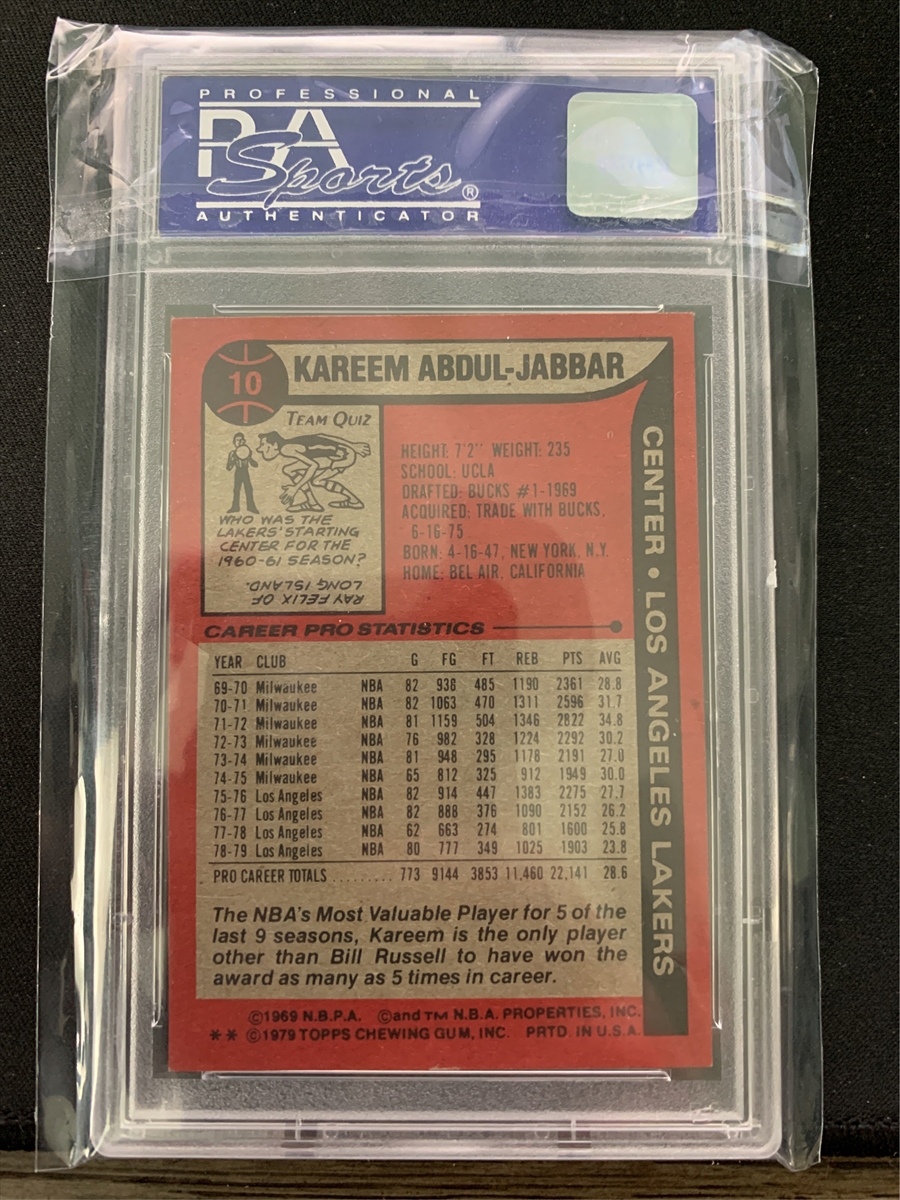 PROFESSIONAL
PSA
Sports®
AUTHENTICATOR
10
KAREEM ABDUL-JABBAR
TEAM QUIZ
WHO WAS THE
LAKERS' STARTING
CENTER FOR THE
1960-61 SEASON?
RAY FELIX OF
LONG ISLAND.
HEIGHT: 7'2" WEIGHT: 235
SCHOOL: UCLA
DRAFTED: BUCKS #1-1969
ACQUIRED: TRADE WITH BUCKS,
6-16-75
BORN: 4-16-47, NEW YORK, N.Y.
HOME: BEL AIR, CALIFORNIA
CENTER • LOS ANGELES LAKERS
CAREER PRO STATISTICS
YEAR CLUB G FG FT REB PTS AVG
69-70 Milwaukee NBA 82 938 485 1190 2361 28.8
70-71 Milwaukee NBA 82 1063 470 1311 2596 31.7
71-72 Milwaukee NBA 81 1159 504 1346 2822 34.8
72-73 Milwaukee NBA 76 982 328 1224 2292 30.2
73-74 Milwaukee NBA 81 948 295 1178 2191 27.0
74-75 Milwaukee NBA 65 812 325 912 1949 30.0
75-76 Los Angeles NBA 82 914 447 1383 2275 27.7
76-77 Los Angeles NBA 82 888 376 1090 2152 26.2
77-78 Los Angeles NBA 62 663 274 801 1600 25.8
78-79 Los Angeles NBA 80 777 349 1025 1903 23.8
PRO CAREER TOTALS ......... 773 9144 3853 11,460 22,141 28.6
The NBA's Most Valuable Player for 5 of the
last 9 seasons, Kareem is the only player
other than Bill Russell to have won the
award as many as 5 times in career.
©1969 N.B.P.A. ©and TM N.B.A. PROPERTIES, INC.
** ©1979 TOPPS CHEWING GUM, INC. PRTD. IN U.S.A.